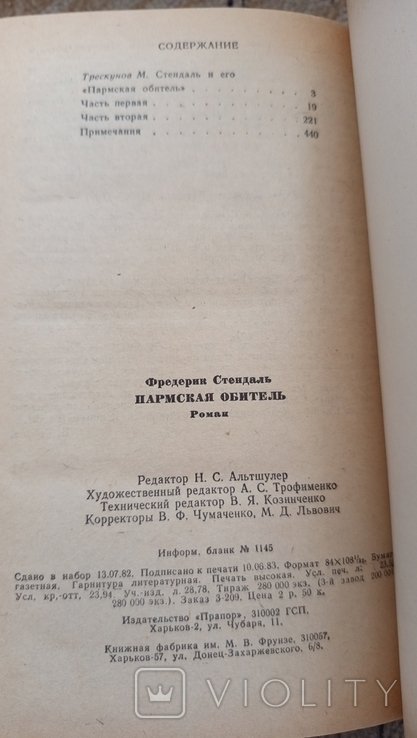 СОДЕРЖАНИЕ
Трескунов М. Стендаль и его
«Пармская обитель» . . . . . . . . 3
Часть первая . . . . . . . . . 19
Часть вторая . . . . . . . . . 221
Примечания . . . . . . . . . 440
Фредерик Стендаль
ПАРМСКАЯ ОБИТЕЛЬ
Роман
Редактор Н. С. Альтшулер
Художественный редактор А. С. Трофименко
Технический редактор В. Я. Козинченко
Корректоры В. Ф. Чумаченко, М. Д. Львович
Информ. бланк № 1145
Сдано в набор 13.07.82. Подписано к печати 10.06.83. Формат 84×108¹/₃₂. Бумага
газетная. Гарнитура литературная. Печать высокая. Усл. печ. л.
Усл. кр.-отт. 23,94. Уч.-изд. л. 28,78. Тираж 280 000 экз. (3-й завод 200 001—
280 000 экз.). Заказ 3-209. Цена 2 р. 50 к.
Издательство «Прапор», 310002 ГСП,
Харьков-2, ул. Чубаря, 11.
Книжная фабрика им. М. В. Фрунзе, 310057,
Харьков-57, ул. Донец-Захаржевского, 6/8.
VIOLITY